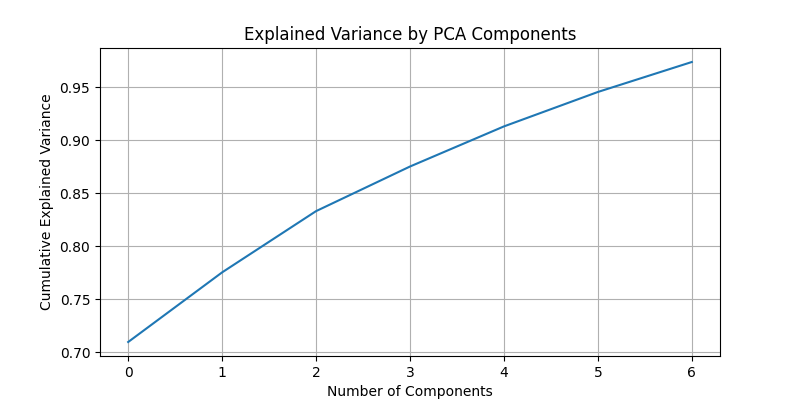 Explained Variance by PCA Components
Cumulative Explained Variance
0.95
0.90
0.85
0.80
0.75
0.70
0 1 2 3 4 5 6
Number of Components